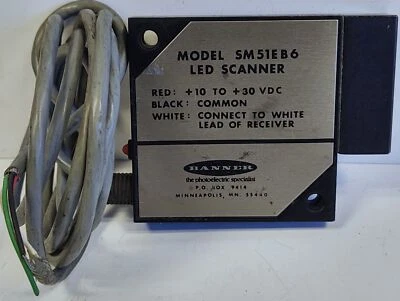 MODEL SM51EB6
LED SCANNER
RED: +10 TO +30 VDC
BLACK: COMMON
WHITE: CONNECT TO WHITE
LEAD OF RECEIVER
BANNER
the photoelectric specialist
P.O. BOX 9414
MINNEAPOLIS, MN. 55440